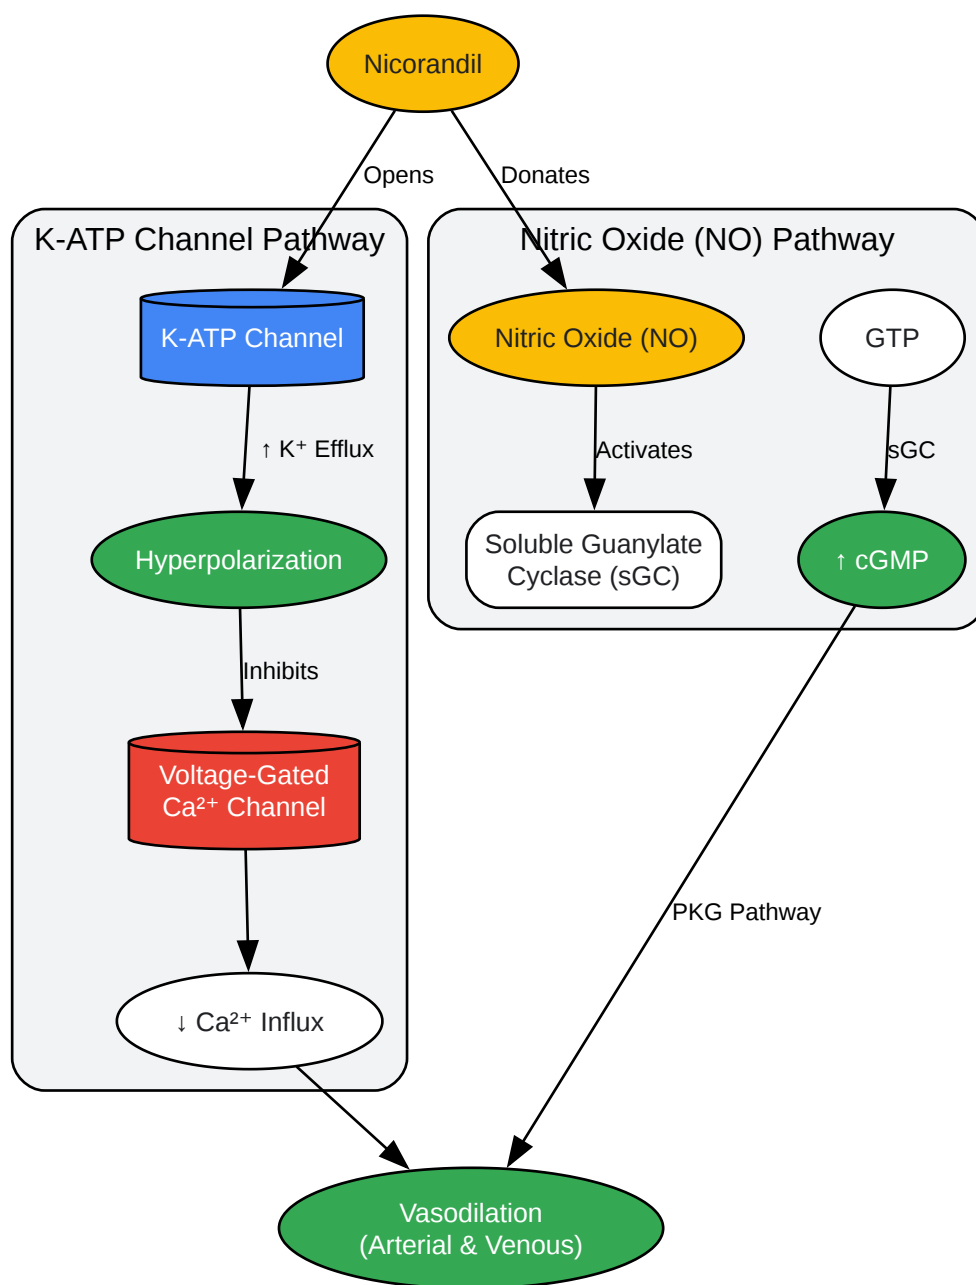 Nicorandil
Opens
Donates
K-ATP Channel Pathway
Nitric Oxide (NO) Pathway
K-ATP Channel
Nitric Oxide (NO)
GTP
↑ K⁺ Efflux
Activates
sGC
Hyperpolarization
Soluble Guanylate
Cyclase (sGC)
↑ cGMP
Inhibits
Voltage-Gated
Ca²⁺ Channel
PKG Pathway
↓ Ca²⁺ Influx
Vasodilation
(Arterial & Venous)